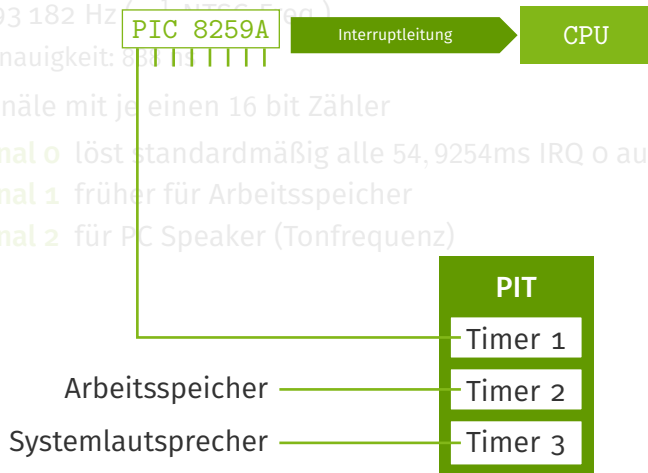 93 182 Hz
PIC 8259A
Interruptleitung
CPU
nauigkeit: 838 ns
näle mit je einen 16 bit Zähler
nal 0 löst standardmäßig alle 54, 9254ms IRQ 0 au
nal 1 früher für Arbeitsspeicher
nal 2 für PC Speaker (Tonfrequenz)
PIT
Timer 1
Arbeitsspeicher
Timer 2
Systemlautsprecher
Timer 3